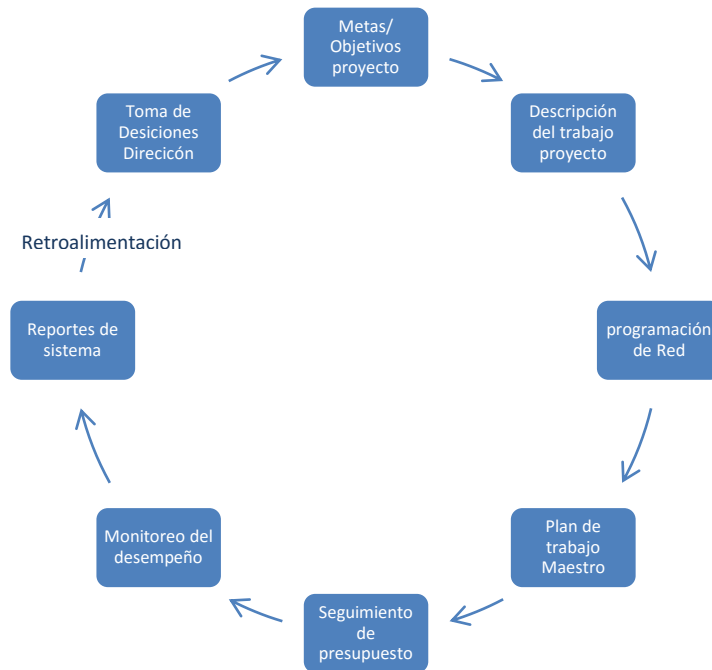 Metas/
Objetivos
proyecto
Descripción
del trabajo
proyecto
programación
de Red
Plan de
trabajo
Maestro
Seguimiento
de
presupuesto
Monitoreo del
desempeño
Reportes de
sistema
Retroalimentación
Toma de
Desiciones
Direcicón